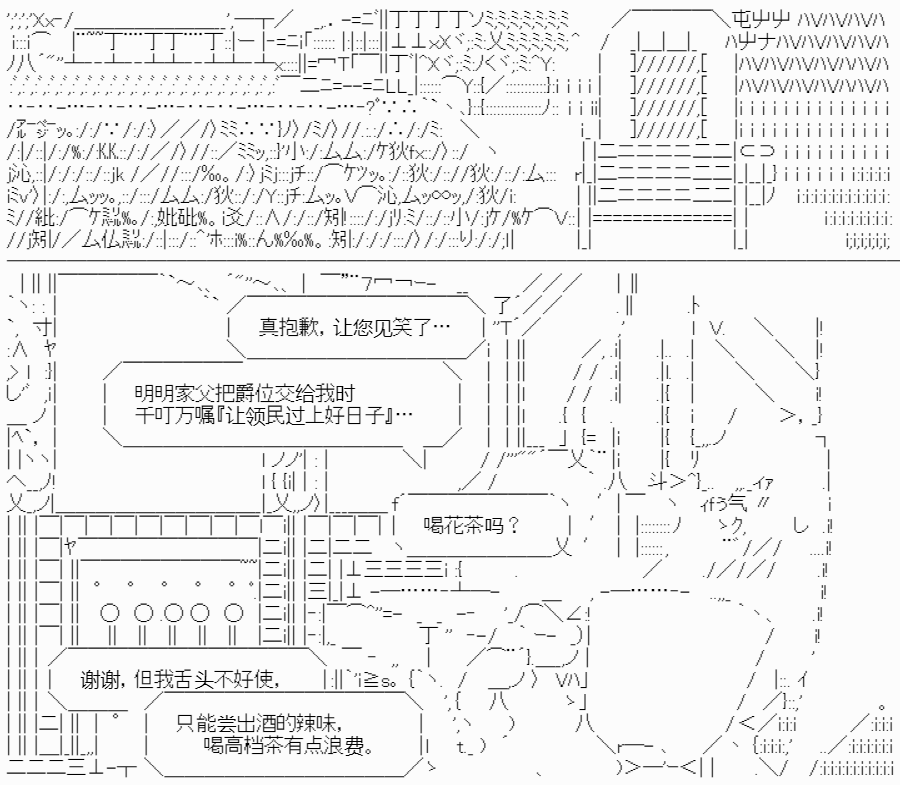 真抱歉，让您见笑了…
明明家父把爵位交给我时
千叮万嘱『让领民过上好日子』…
喝花茶吗？
谢谢，但我舌头不好使，
只能尝出酒的辣味，
喝高档茶有点浪费。